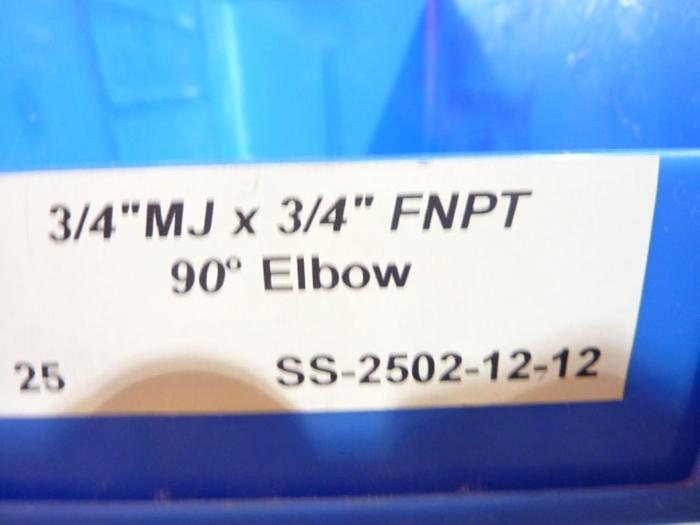 3/4"MJ x 3/4" FNPT
90° Elbow
25 SS-2502-12-12